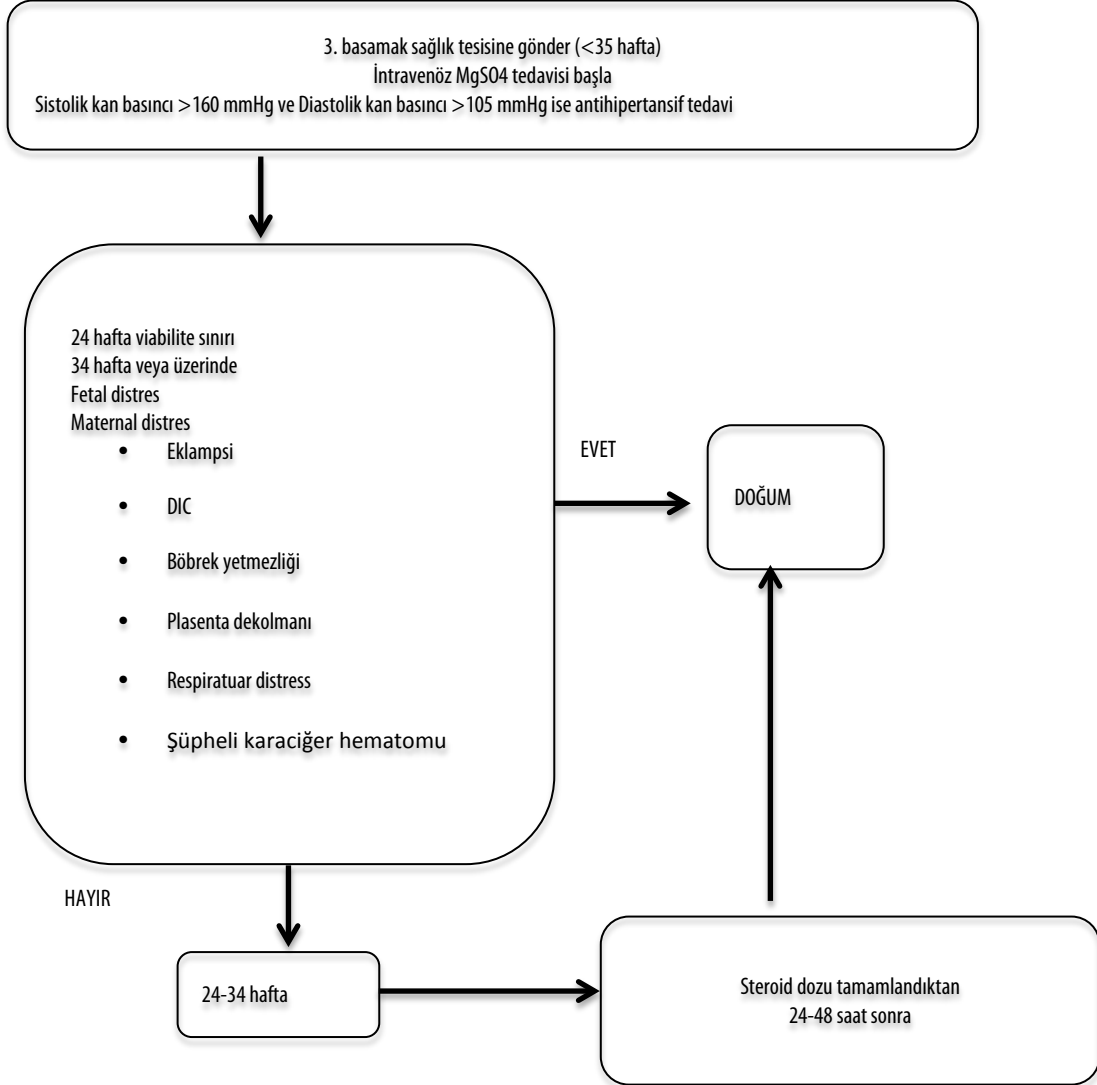 3. basamak sağlık tesisine gönder (<35 hafta)
İntravenöz MgSO4 tedavisi başla
Sistolik kan basıncı >160 mmHg ve Diastolik kan basıncı >105 mmHg ise antihipertansif tedavi
24 hafta viabilite sınırı
34 hafta veya üzerinde
Fetal distres
Maternal distres
• Eklampsi
• DIC
• Böbrek yetmezliği
• Plasenta dekolmanı
• Respiratuar distress
• Şüpheli karaciğer hematomu
EVET
DOĞUM
HAYIR
24-34 hafta
Steroid dozu tamamlandıktan
24-48 saat sonra